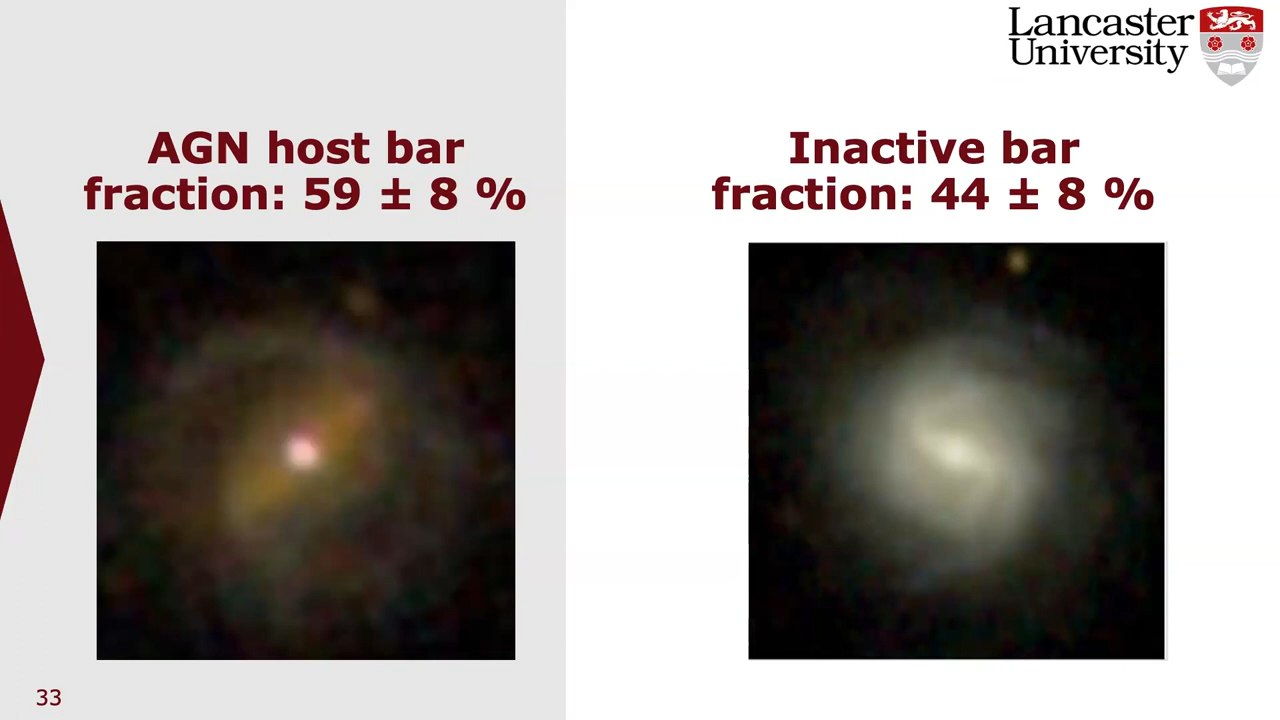 Lancaster
University
AGN host bar
fraction: 59 ± 8 %
Inactive bar
fraction: 44 ± 8 %
33